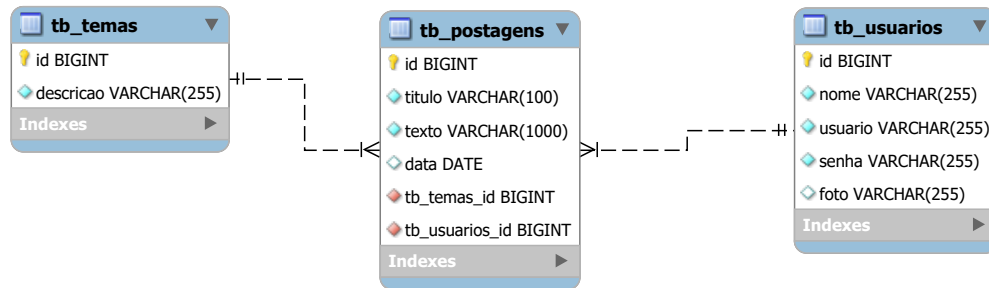 tb_temas
id BIGINT
descricao VARCHAR(255)
Indexes
tb_postagens
id BIGINT
titulo VARCHAR(100)
texto VARCHAR(1000)
data DATE
tb_temas_id BIGINT
tb_usuarios_id BIGINT
Indexes
tb_usuarios
id BIGINT
nome VARCHAR(255)
usuario VARCHAR(255)
senha VARCHAR(255)
foto VARCHAR(255)
Indexes